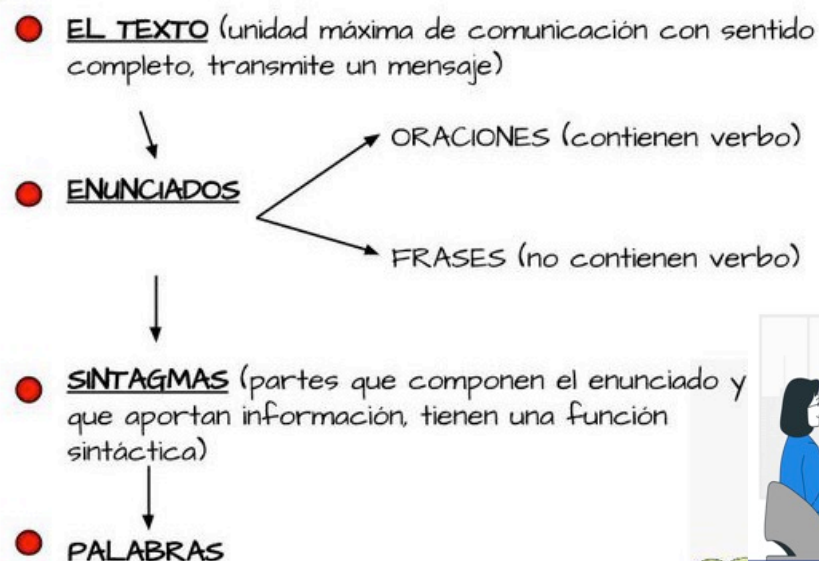 EL TEXTO (unidad máxima de comunicación con sentido
completo, transmite un mensaje)
ORACIONES (contienen verbo)
ENUNCIADOS
FRASES (no contienen verbo)
SINTAGMAS (partes que componen el enunciado y
que aportan información, tienen una función
sintáctica)
PALABRAS